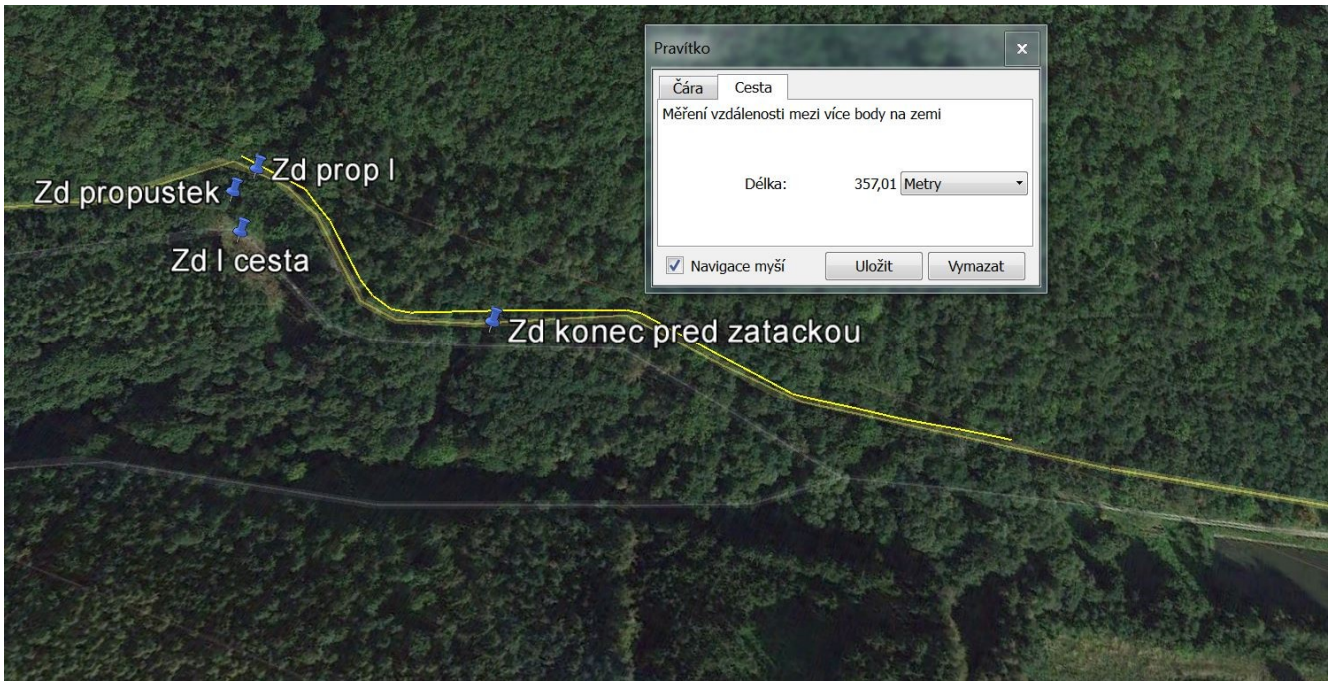 Pravítko
Čára Cesta
Měření vzdálenosti mezi více body na zemi
Délka: 357,01 Metry
Navigace myší Uložit Vymazat
Zd prop I
Zd propustek
Zd I cesta
Zd konec pred zatackou